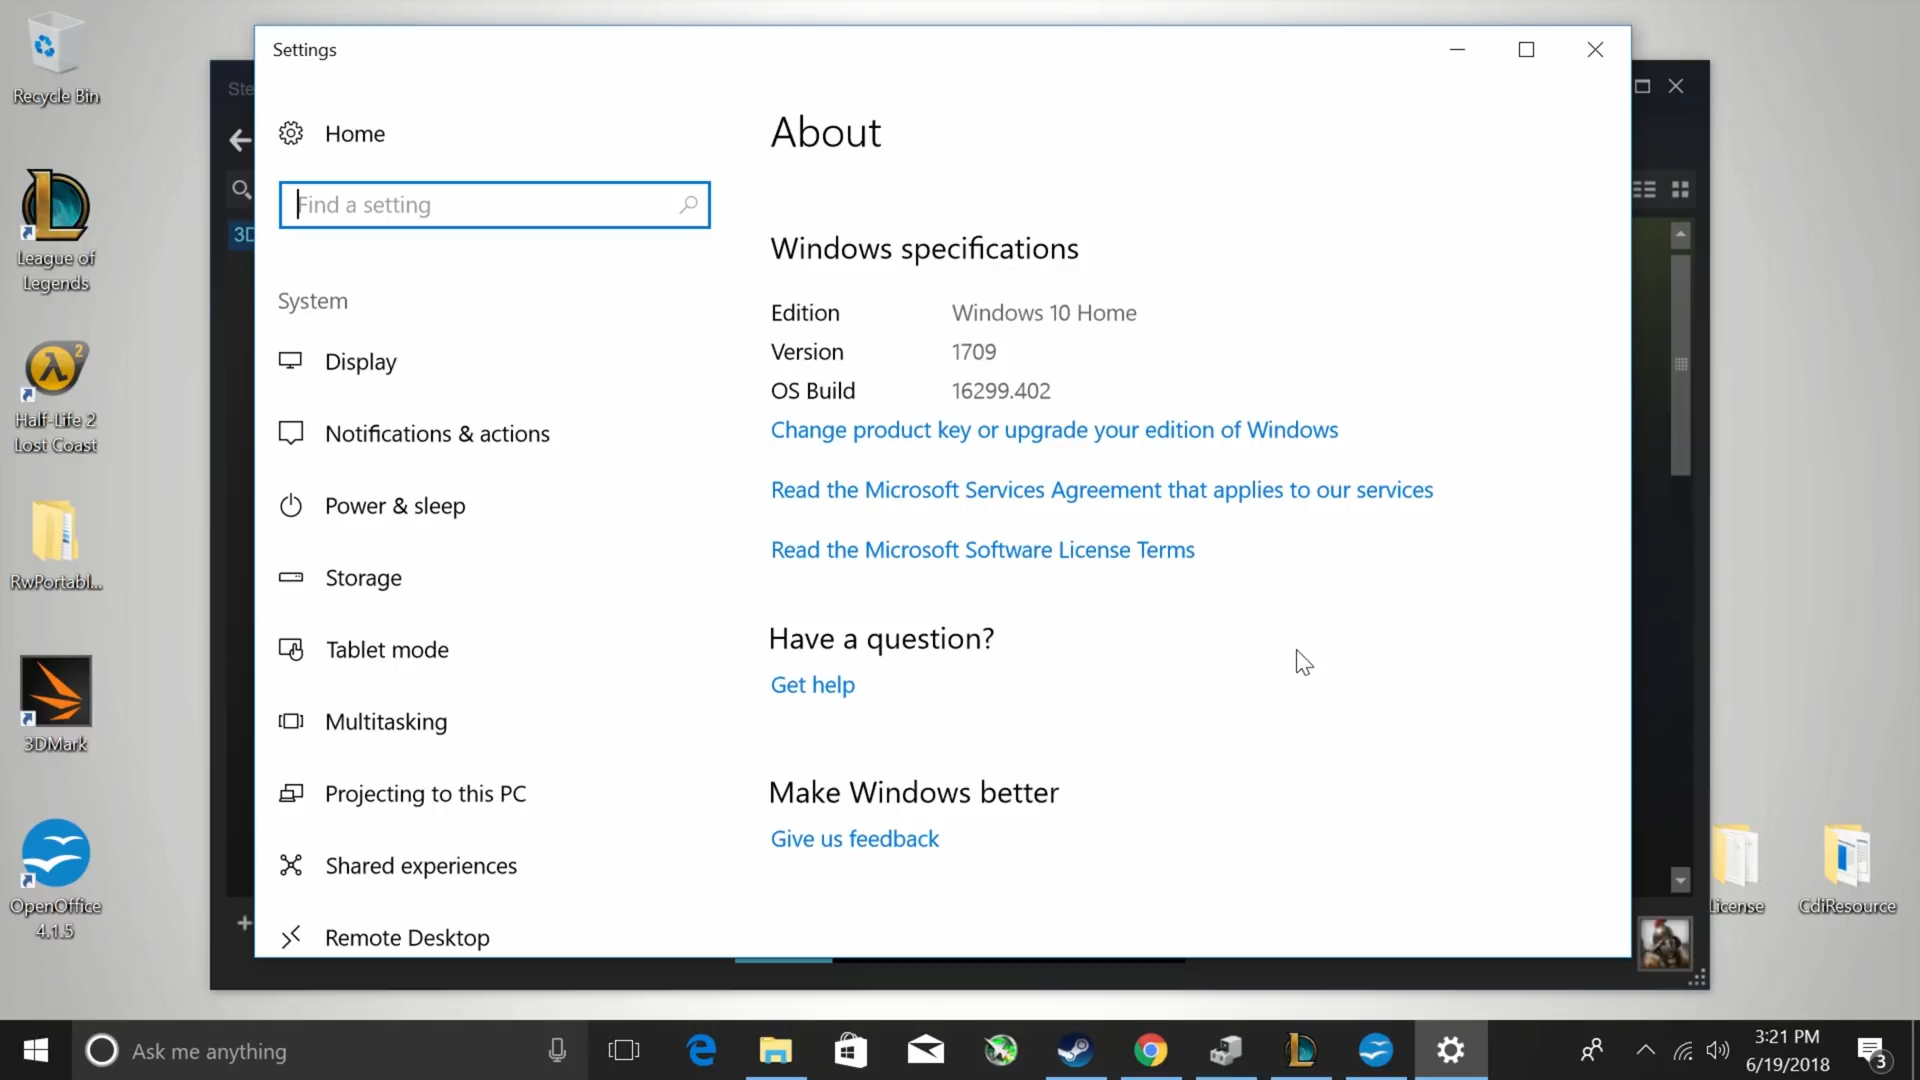 Recycle Bin
League of
Legends
Half-Life 2
Lost Coast
RwPortabl...
3DMark
OpenOffice
4.1.5
Ste
3D
Settings
Home
Find a setting
System
Display
Notifications & actions
Power & sleep
Storage
Tablet mode
Multitasking
Projecting to this PC
Shared experiences
Remote Desktop
About
Windows specifications
Edition Windows 10 Home
Version 1709
OS Build 16299.402
Change product key or upgrade your edition of Windows
Read the Microsoft Services Agreement that applies to our services
Read the Microsoft Software License Terms
Have a question?
Get help
Make Windows better
Give us feedback
License
CdiResource
Ask me anything
3:21 PM
6/19/2018
3